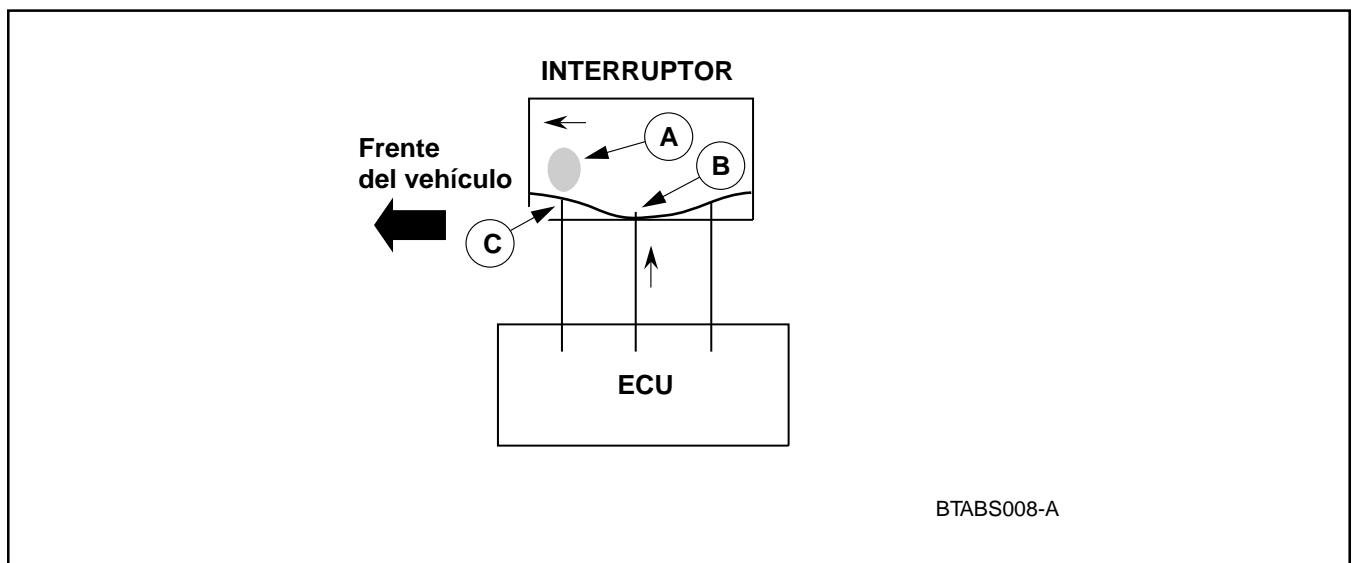 INTERRUPTOR
A
Frente
del vehículo
B
C
ECU
BTABS008-A